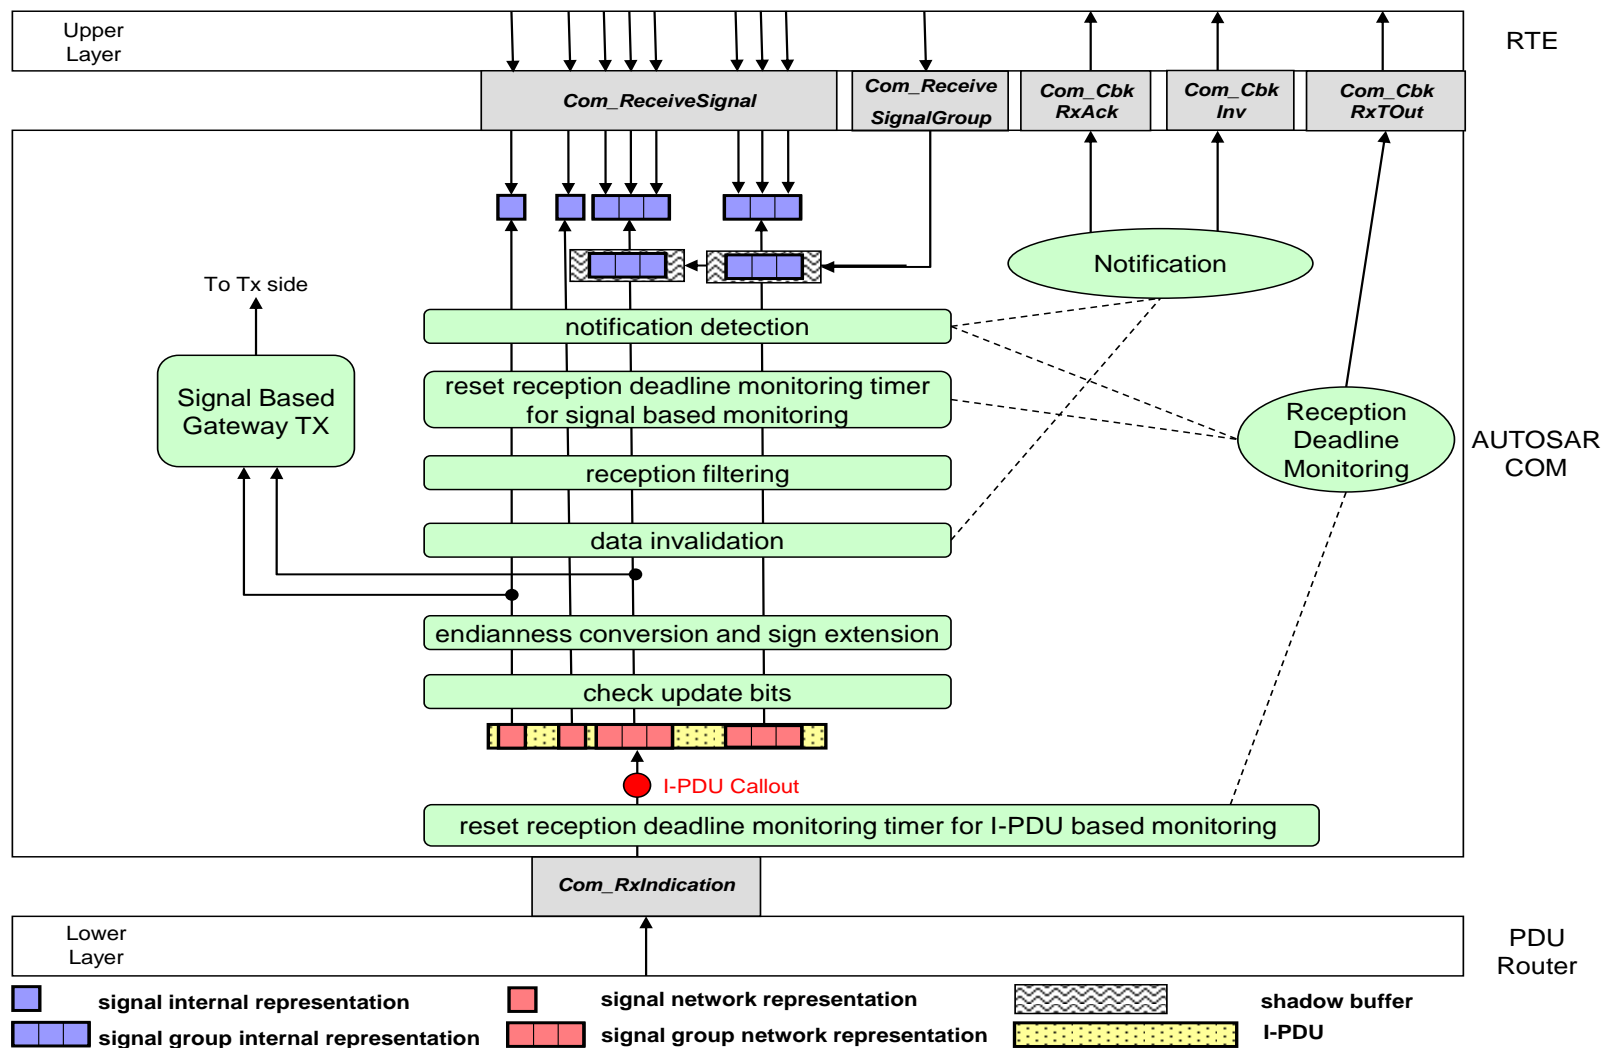 Upper
Layer
RTE
Com_ReceiveSignal
Com_Receive
SignalGroup
Com_Cbk
RxAck
Com_Cbk
Inv
Com_Cbk
RxTOut
Notification
To Tx side
notification detection
Signal Based
Gateway TX
reset reception deadline monitoring timer
for signal based monitoring
Reception
Deadline
Monitoring
AUTOSAR
COM
reception filtering
data invalidation
endianness conversion and sign extension
check update bits
I-PDU Callout
reset reception deadline monitoring timer for I-PDU based monitoring
Com_RxIndication
Lower
Layer
PDU
Router
signal internal representation
signal network representation
shadow buffer
signal group internal representation
signal group network representation
I-PDU